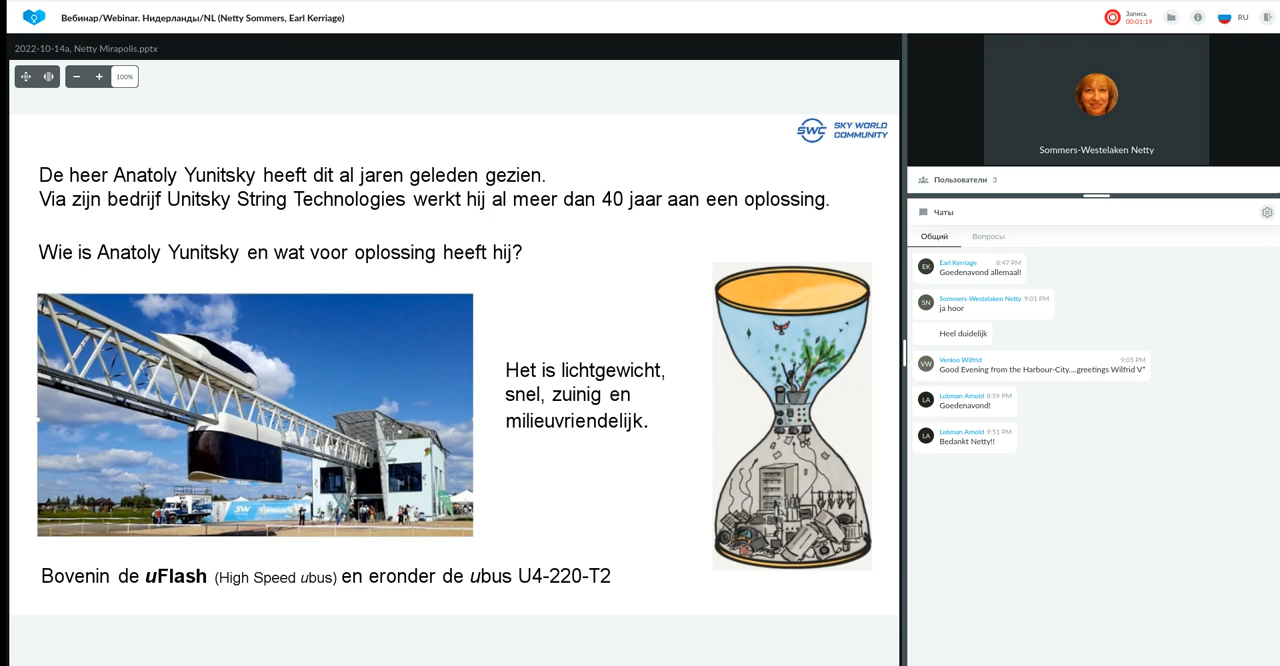 Вебинар/Webinar. Нидерланды/NL (Netty Sommers, Earl Kerriage)
Запись
00:01:19
RU
2022-10-14a, Netty Mirapolis.pptx
100%
SWC SKY WORLD
COMMUNITY
De heer Anatoly Yunitsky heeft dit al jaren geleden gezien.
Via zijn bedrijf Unitsky String Technologies werkt hij al meer dan 40 jaar aan een oplossing.
Wie is Anatoly Yunitsky en wat voor oplossing heeft hij?
Het is lichtgewicht,
snel, zuinig en
milieuvriendelijk.
Bovenin de uFlash (High Speed ubus) en eronder de ubus U4-220-T2
Sommers-Westelaken Netty
Пользователи 3
Чаты
Общий Вопросы
EK Earl Kerriage 8:47 PM
Goedenavond allemaal!
SN Sommers-Westelaken Netty 9:01 PM
ja hoor
Heel duidelijk
VW Venloo Wilfrid 9:05 PM
Good Evening from the Harbour-City....greetings Wilfrid V"
LA Lobman Arnold 8:59 PM
Goedenavond!
LA Lobman Arnold 9:51 PM
Bedankt Netty!!